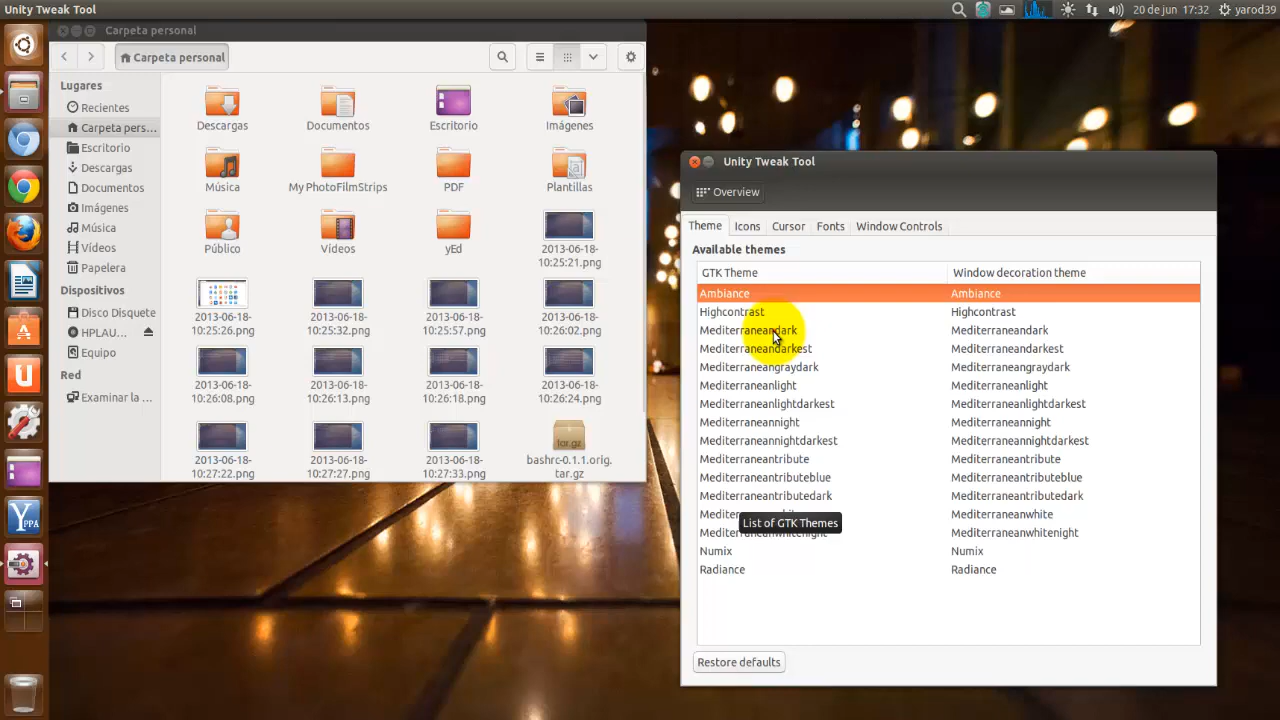 Unity Tweak Tool
20 de jun 17:32
yarod39
Carpeta personal
Carpeta personal
Lugares
Recientes
Carpeta pers...
Escritorio
Descargas
Documentos
Imágenes
Música
Vídeos
Papelera
Dispositivos
Disco Disquete
HPLAU...
Equipo
Red
Examinar la ...
Descargas
Documentos
Escritorio
Imágenes
Música
My PhotoFilmStrips
PDF
Plantillas
Público
Vídeos
yEd
2013-06-18-
10:25:21.png
2013-06-18-
10:25:26.png
2013-06-18-
10:25:32.png
2013-06-18-
10:25:57.png
2013-06-18-
10:26:02.png
2013-06-18-
10:26:08.png
2013-06-18-
10:26:13.png
2013-06-18-
10:26:18.png
2013-06-18-
10:26:24.png
2013-06-18-
10:27:22.png
2013-06-18-
10:27:27.png
2013-06-18-
10:27:33.png
tar.gz
bashrc-0.1.1.orig.
tar.gz
Unity Tweak Tool
Overview
Theme Icons Cursor Fonts Window Controls
Available themes
GTK Theme Window decoration theme
Ambiance Ambiance
Highcontrast Highcontrast
Mediterraneandark Mediterraneandark
Mediterraneandarkest Mediterraneandarkest
Mediterraneangraydark Mediterraneangraydark
Mediterraneanlight Mediterraneanlight
Mediterraneanlightdarkest Mediterraneanlightdarkest
Mediterraneannight Mediterraneannight
Mediterraneannightdarkest Mediterraneannightdarkest
Mediterraneantribute Mediterraneantribute
Mediterraneantributeblue Mediterraneantributeblue
Mediterraneantributedark Mediterraneantributedark
Mediterraneanwhite
List of GTK Themes
Mediterraneanwhitenight Mediterraneanwhitenight
Numix Numix
Radiance Radiance
Restore defaults
YPPA